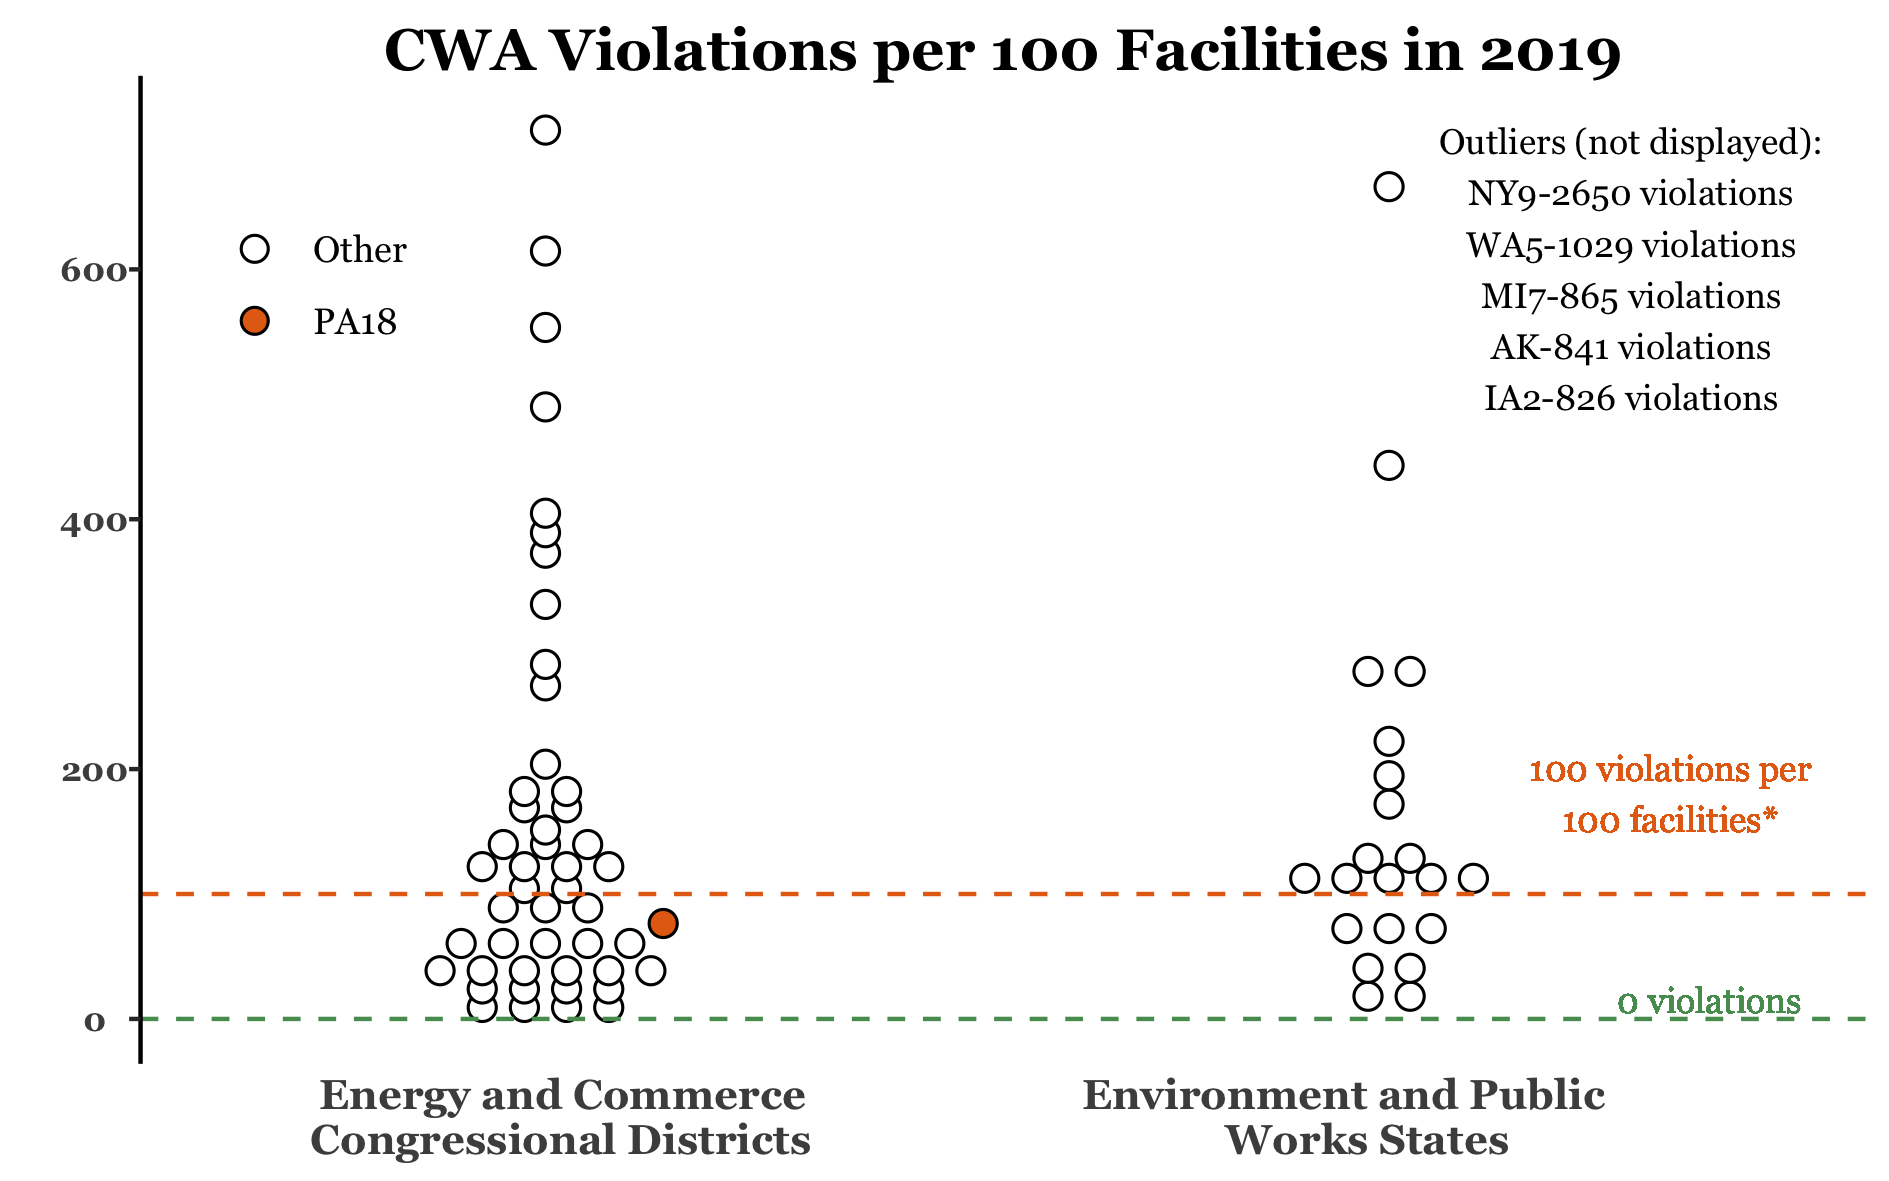 CWA Violations per 100 Facilities in 2019
Outliers (not displayed):
NY9-2650 violations
WA5-1029 violations
MI7-865 violations
AK-841 violations
IA2-826 violations
Other
PA18
600
400
200
0
100 violations per
100 facilities*
0 violations
Energy and Commerce
Congressional Districts
Environment and Public
Works States